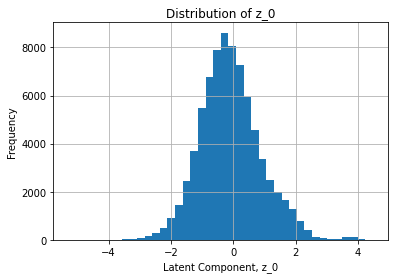 Distribution of z_0
8000
6000
4000
2000
0
Frequency
−4 −2 0 2 4
Latent Component, z_0